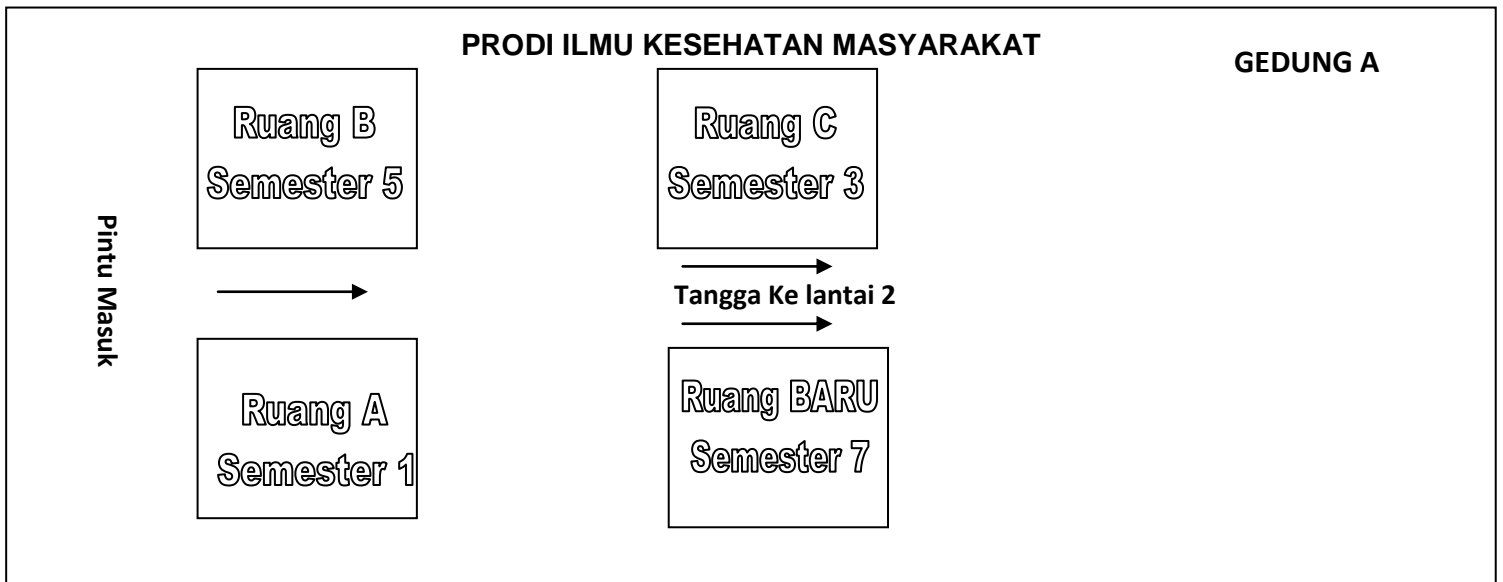 PRODI ILMU KESEHATAN MASYARAKAT
GEDUNG A
Ruang B
Semester 5
Ruang C
Semester 3
Pintu Masuk
Tangga Ke lantai 2
Ruang A
Semester 1
Ruang BARU
Semester 7